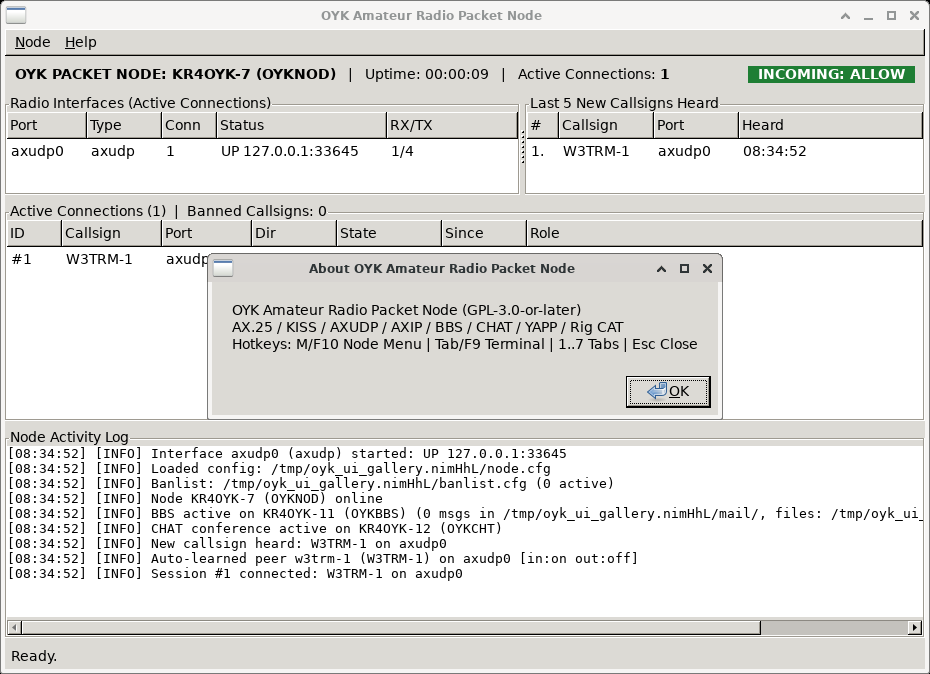 OYK Amateur Radio Packet Node
Node Help
OYK PACKET NODE: KR4OYK-7 (OYKNOD) | Uptime: 00:00:09 | Active Connections: 1 INCOMING: ALLOW
Radio Interfaces (Active Connections)
Port Type Conn Status RX/TX
axudp0 axudp 1 UP 127.0.0.1:33645 1/4
Last 5 New Callsigns Heard
# Callsign Port Heard
1. W3TRM-1 axudp0 08:34:52
Active Connections (1) | Banned Callsigns: 0
ID Callsign Port Dir State Since Role
#1 W3TRM-1 axudp
About OYK Amateur Radio Packet Node
OYK Amateur Radio Packet Node (GPL-3.0-or-later)
AX.25 / KISS / AXUDP / AXIP / BBS / CHAT / YAPP / Rig CAT
Hotkeys: M/F10 Node Menu | Tab/F9 Terminal | 1..7 Tabs | Esc Close
OK
Node Activity Log
[08:34:52] [INFO] Interface axudp0 (axudp) started: UP 127.0.0.1:33645
[08:34:52] [INFO] Loaded config: /tmp/oyk_ui_gallery.nimHhL/node.cfg
[08:34:52] [INFO] Banlist: /tmp/oyk_ui_gallery.nimHhL/banlist.cfg (0 active)
[08:34:52] [INFO] Node KR4OYK-7 (OYKNOD) online
[08:34:52] [INFO] BBS active on KR4OYK-11 (OYKBBS) (0 msgs in /tmp/oyk_ui_gallery.nimHhL/mail/, files: /tmp/oyk_ui_
[08:34:52] [INFO] CHAT conference active on KR4OYK-12 (OYKCHT)
[08:34:52] [INFO] New callsign heard: W3TRM-1 on axudp0
[08:34:52] [INFO] Auto-learned peer w3trm-1 (W3TRM-1) on axudp0 [in:on out:off]
[08:34:52] [INFO] Session #1 connected: W3TRM-1 on axudp0
Ready.